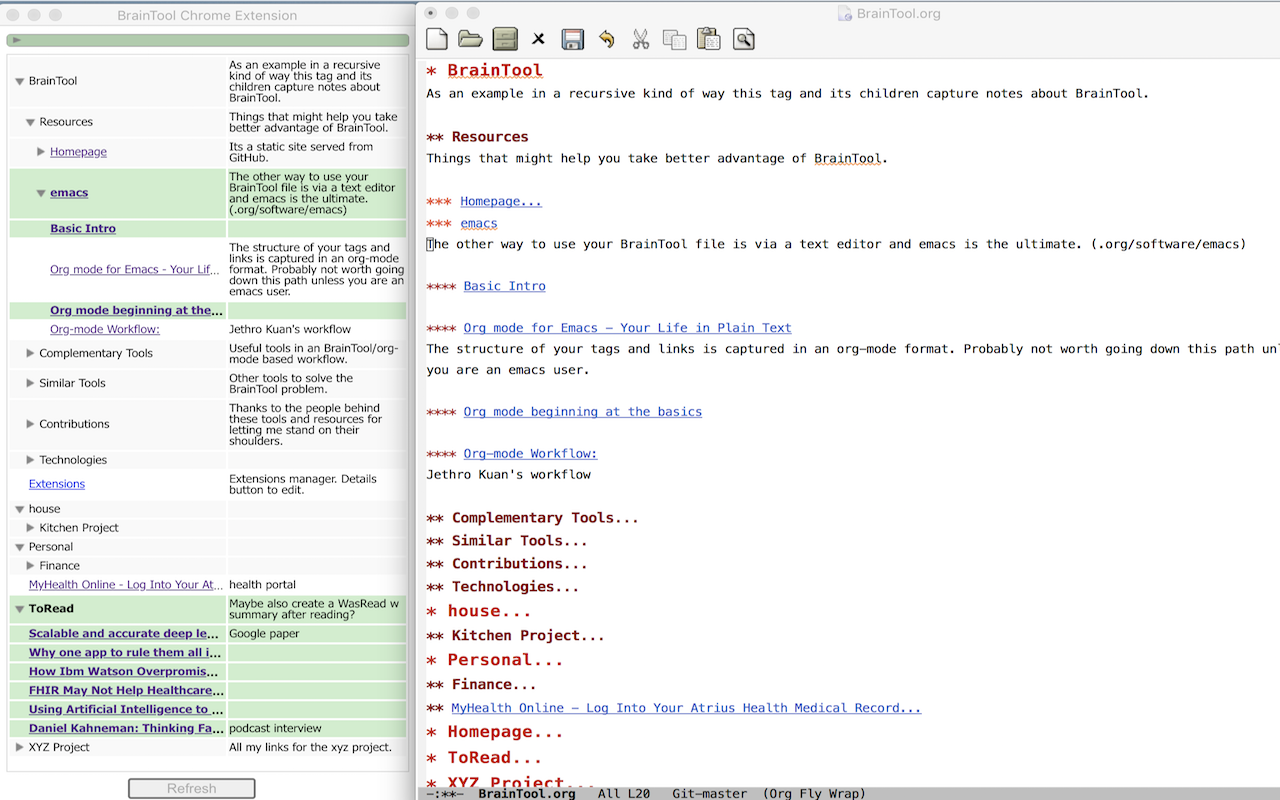 BrainTool Chrome Extension
BrainTool
As an example in a recursive
kind of way this tag and its
children capture notes about
BrainTool.
Resources
Things that might help you take
better advantage of BrainTool.
Homepage
Its a static site served from
GitHub.
emacs
The other way to use your
BrainTool file is via a text editor
and emacs is the ultimate.
(.org/software/emacs)
Basic Intro
Org mode for Emacs - Your Lif...
The structure of your tags and
links is captured in an org-mode
format. Probably not worth going
down this path unless you are an
emacs user.
Org mode beginning at the...
Org-mode Workflow:
Jethro Kuan's workflow
Complementary Tools
Useful tools in an BrainTool/org-
mode based workflow.
Similar Tools
Other tools to solve the
BrainTool problem.
Contributions
Thanks to the people behind
these tools and resources for
letting me stand on their
shoulders.
Technologies
Extensions
Extensions manager. Details
button to edit.
house
Kitchen Project
Personal
Finance
MyHealth Online - Log Into Your At...
health portal
ToRead
Maybe also create a WasRead w
summary after reading?
Scalable and accurate deep le...
Google paper
Why one app to rule them all i...
How Ibm Watson Overpromis...
FHIR May Not Help Healthcare...
Using Artificial Intelligence to ...
Daniel Kahneman: Thinking Fa...
podcast interview
XYZ Project
All my links for the xyz project.
Refresh
BrainTool.org
* BrainTool
As an example in a recursive kind of way this tag and its children capture notes about BrainTool.
** Resources
Things that might help you take better advantage of BrainTool.
*** Homepage...
*** emacs
The other way to use your BrainTool file is via a text editor and emacs is the ultimate. (.org/software/emacs)
**** Basic Intro
**** Org mode for Emacs – Your Life in Plain Text
The structure of your tags and links is captured in an org-mode format. Probably not worth going down this path unl
you are an emacs user.
**** Org mode beginning at the basics
**** Org-mode Workflow:
Jethro Kuan's workflow
** Complementary Tools...
** Similar Tools...
** Contributions...
** Technologies...
* house...
** Kitchen Project...
* Personal...
** Finance...
** MyHealth Online – Log Into Your Atrius Health Medical Record...
* Homepage...
* ToRead...
* XYZ Project...
-:**- BrainTool.org All L20 Git-master (Org Fly Wrap)